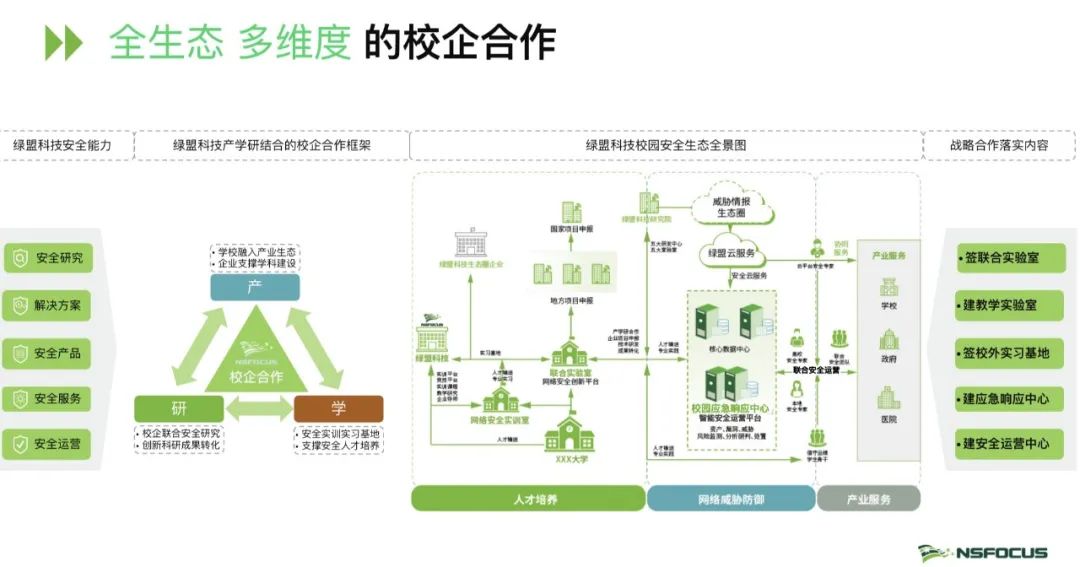 全生态 多维度 的校企合作
绿盟科技安全能力
绿盟科技产学研结合的校企合作框架
绿盟科技校园安全生态全景图
战略合作落实内容
安全研究
解决方案
安全产品
安全服务
安全运营
• 学校融入产业生态
• 企业支撑学科建设
产
NSFOCUS
校企合作
研
学
• 校企联合安全研究
• 创新科研成果转化
• 安全实训实习基地
• 支撑安全人才培养
国家项目申报
绿盟科技生态圈企业
地方项目申报
NSFOCUS
绿盟科技
实习基地
实训平台
竞技平台
实训课程
教学研究
企业导师
人才输送
专业实习
联合实验室
网络安全创新平台
网络安全实训室
人才输送
XXX大学
人才培养
绿盟科技研究院
五大研发中心
五大实验室
威胁情报
生态圈
绿盟云服务
安全云服务
产学研合作
企业项目申报
技术研发
成果转化
人才输送
专业实践
核心数据中心
校园应急响应中心
智能安全运营平台
资产、漏洞、威胁
风险监测、分析研判、处置
人才输送
专业实践
网络威胁防御
协同
服务
云平台安全专家
高校
安全专家
联合
安全团队
联合安全运营
本地
安全专家
值守运维
学生骨干
产业服务
学校
政府
医院
产业服务
• 签联合实验室
• 建教学实验室
• 签校外实习基地
• 建应急响应中心
• 建安全运营中心
NSFOCUS